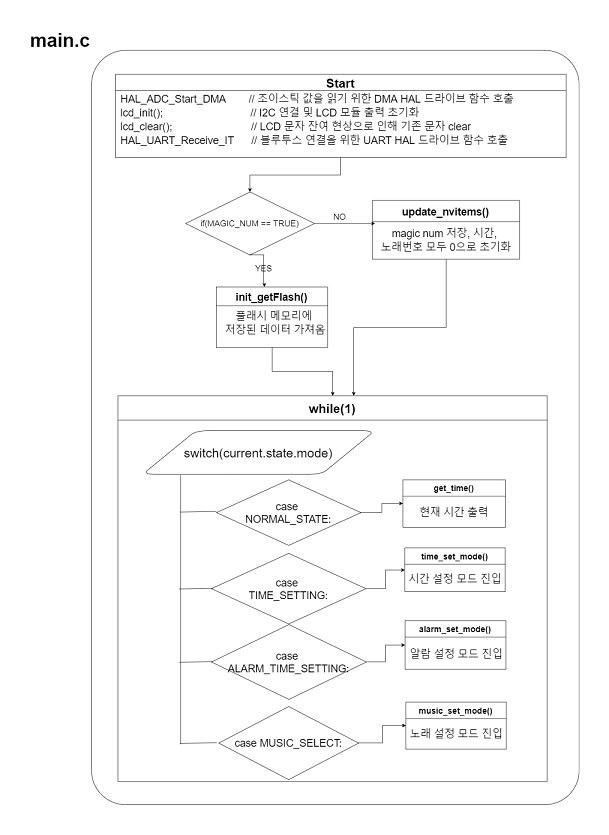 main.c
Start
HAL_ADC_Start_DMA // 조이스틱 값을 읽기 위한 DMA HAL 드라이브 함수 호출
lcd_init(); // I2C 연결 및 LCD 모듈 출력 초기화
lcd_clear(); // LCD 문자 잔여 현상으로 인해 기존 문자 clear
HAL_UART_Receive_IT // 블루투스 연결을 위한 UART HAL 드라이브 함수 호출
if(MAGIC_NUM == TRUE)
NO
update_nvitems()
magic num 저장, 시간,
노래번호 모두 0으로 초기화
YES
init_getFlash()
플래시 메모리에
저장된 데이터 가져옴
while(1)
switch(current.state.mode)
case
NORMAL_STATE:
get_time()
현재 시간 출력
case
TIME_SETTING:
time_set_mode()
시간 설정 모드 진입
case
ALARM_TIME_SETTING:
alarm_set_mode()
알람 설정 모드 진입
case MUSIC_SELECT:
music_set_mode()
노래 설정 모드 진입